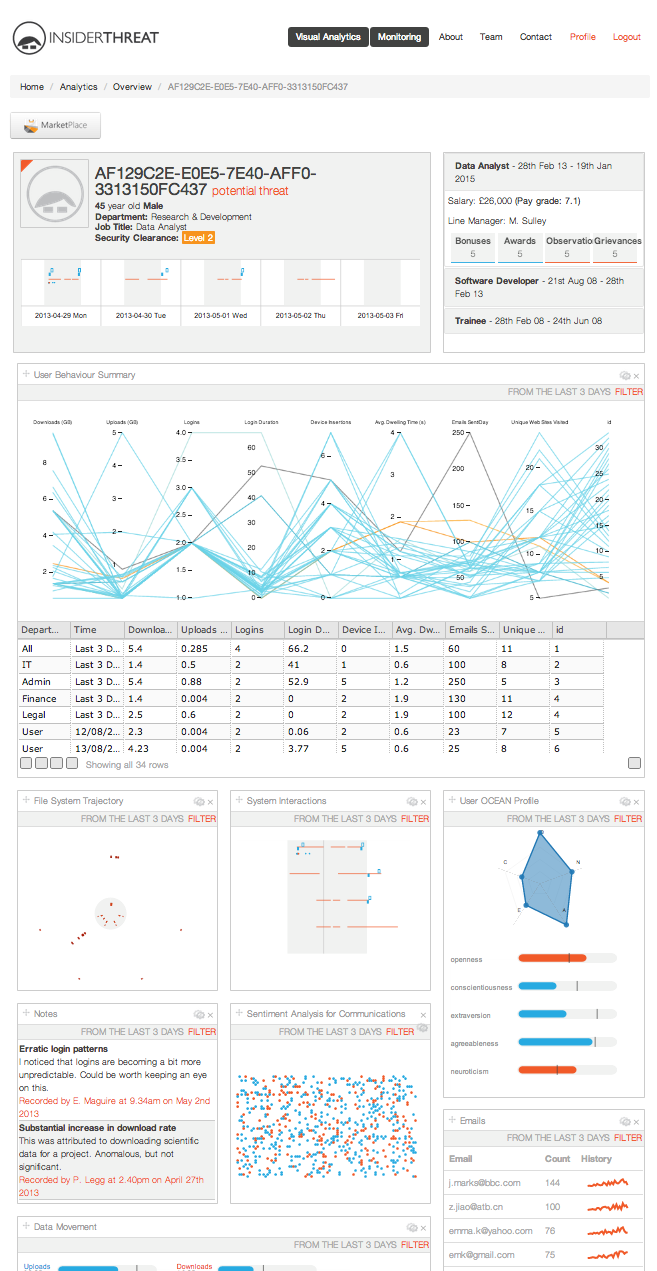 INSIDERTHREAT
Visual Analytics Monitoring About Team Contact Profile Logout
Home / Analytics / Overview / AF129C2E-E0E5-7E40-AFF0-3313150FC437
MarketPlace
AF129C2E-E0E5-7E40-AFF0-
3313150FC437 potential threat
45 year old Male
Department: Research & Development
Job Title: Data Analyst
Security Clearance: Level 2
2013-04-29 Mon 2013-04-30 Tue 2013-05-01 Wed 2013-05-02 Thu 2013-05-03 Fri
Data Analyst - 28th Feb 13 - 19th Jan
2015
Salary: £26,000 (Pay grade: 7.1)
Line Manager: M. Sulley
Bonuses Awards Observatio Grievances
5 5 5 5
Software Developer - 21st Aug 08 - 28th
Feb 13
Trainee - 28th Feb 08 - 24th Jun 08
User Behaviour Summary
FROM THE LAST 3 DAYS FILTER
Downloads (GB) Uploads (GB) Logins Login Duration Device Insertions Avg. Dwelling Time (s) Emails Sent/Day Unique Web Sites Visited id
8
6
4
2
5
4
3
2
1
4.0
3.5
3.0
2.5
2.0
1.5
1.0
60
50
40
30
20
10
0
6
4
2
0
4
3
2
1
250
200
150
100
50
20
15
10
5
30
25
20
15
10
5
Depart... Time Downloa... Uploads ... Logins Login D... Device I... Avg. Dw... Emails S... Unique ... id
All Last 3 D... 5.4 0.285 4 66.2 0 1.5 60 11 1
IT Last 3 D... 1.4 0.5 2 41 1 0.6 100 8 2
Admin Last 3 D... 5.4 0.88 2 52.9 5 1.2 250 5 3
Finance Last 3 D... 1.4 0.004 2 0 2 1.9 130 11 4
Legal Last 3 D... 2.5 0.6 2 0 2 1.9 100 12 4
User 12/08/2... 2.3 0.004 2 0.06 2 0.6 23 7 5
User 13/08/2... 4.23 0.004 2 3.77 5 0.6 25 8 6
Showing all 34 rows
File System Trajectory
FROM THE LAST 3 DAYS FILTER
System Interactions
FROM THE LAST 3 DAYS FILTER
User OCEAN Profile
FROM THE LAST 3 DAYS FILTER
O
C N
E A
openness
conscientiousness
extraversion
agreeableness
neuroticism
Notes
FROM THE LAST 3 DAYS FILTER
Erratic login patterns
I noticed that logins are becoming a bit more
unpredictable. Could be worth keeping an eye
on this.
Recorded by E. Maguire at 9.34am on May 2nd
2013
Substantial increase in download rate
This was attributed to downloading scientific
data for a project. Anomalous, but not
significant.
Recorded by P. Legg at 2.40pm on April 27th
2013
Sentiment Analysis for Communications
FROM THE LAST 3 DAYS FILTER
Emails
FROM THE LAST 3 DAYS FILTER
Email Count History
j.marks@bbc.com 144
z.jiao@atb.cn 100
emma.k@yahoo.com 76
emk@gmail.com 75
Data Movement
FROM THE LAST 3 DAYS FILTER
Uploads Downloads